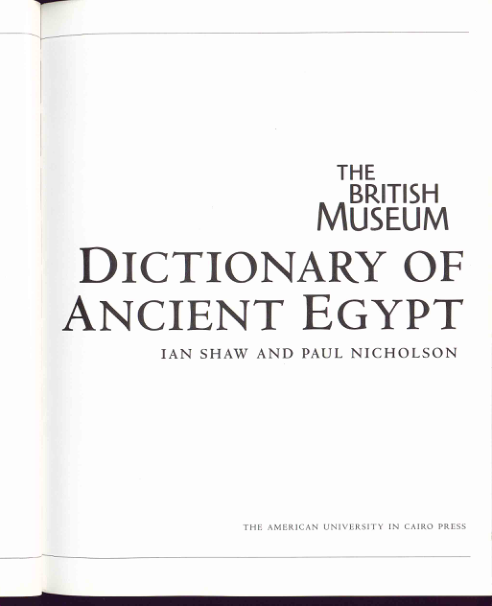 THE
BRITISH
MUSEUM
DICTIONARY OF
ANCIENT EGYPT
IAN SHAW AND PAUL NICHOLSON
THE AMERICAN UNIVERSITY IN CAIRO PRESS